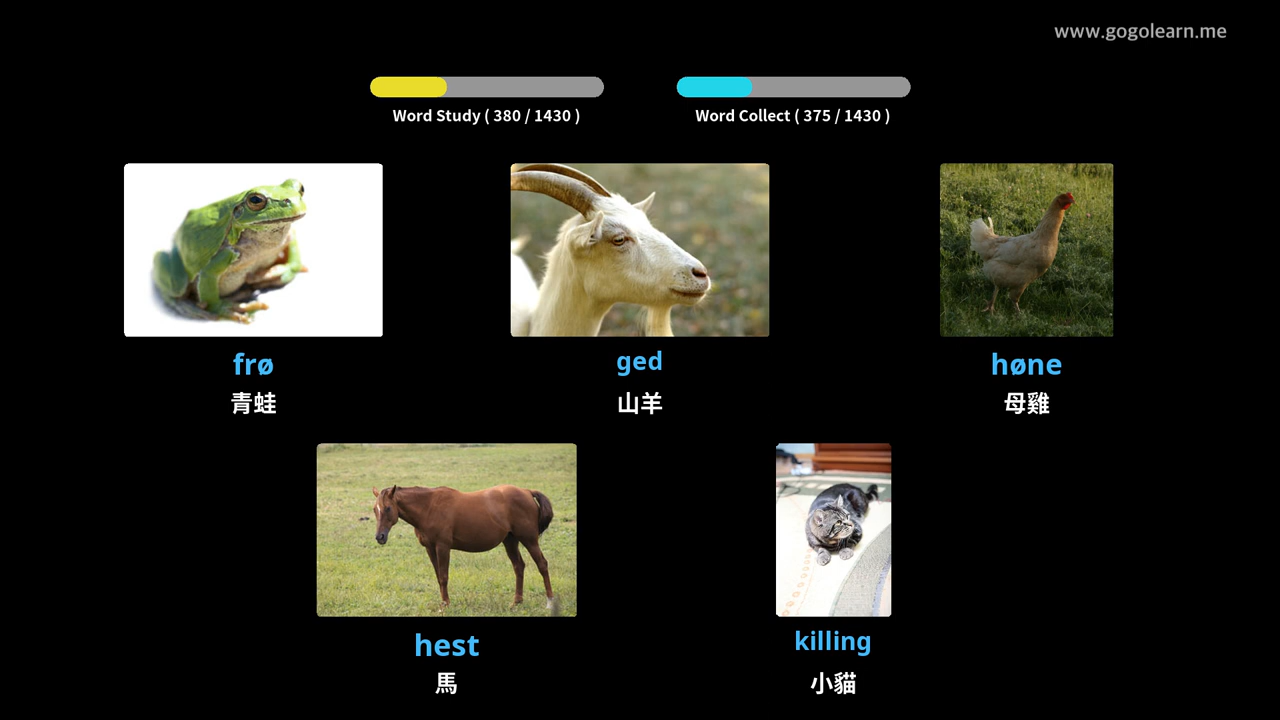 www.gogolearn.me
Word Study ( 380 / 1430 )
Word Collect ( 375 / 1430 )
frø
青蛙
ged
山羊
høne
母雞
hest
馬
killing
小貓